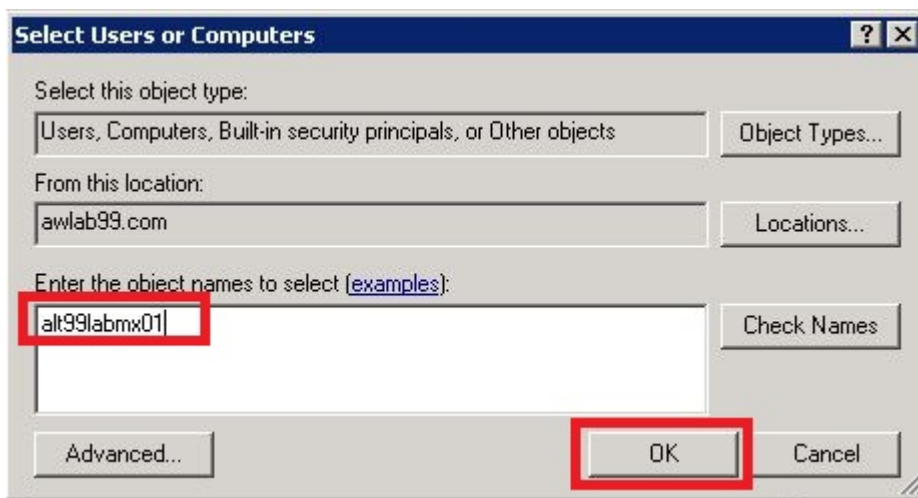 Select Users or Computers
Select this object type:
Users, Computers, Built-in security principals, or Other objects
Object Types...
From this location:
awlab99.com
Locations...
Enter the object names to select (examples):
alt99labmx01
Check Names
Advanced...
OK
Cancel